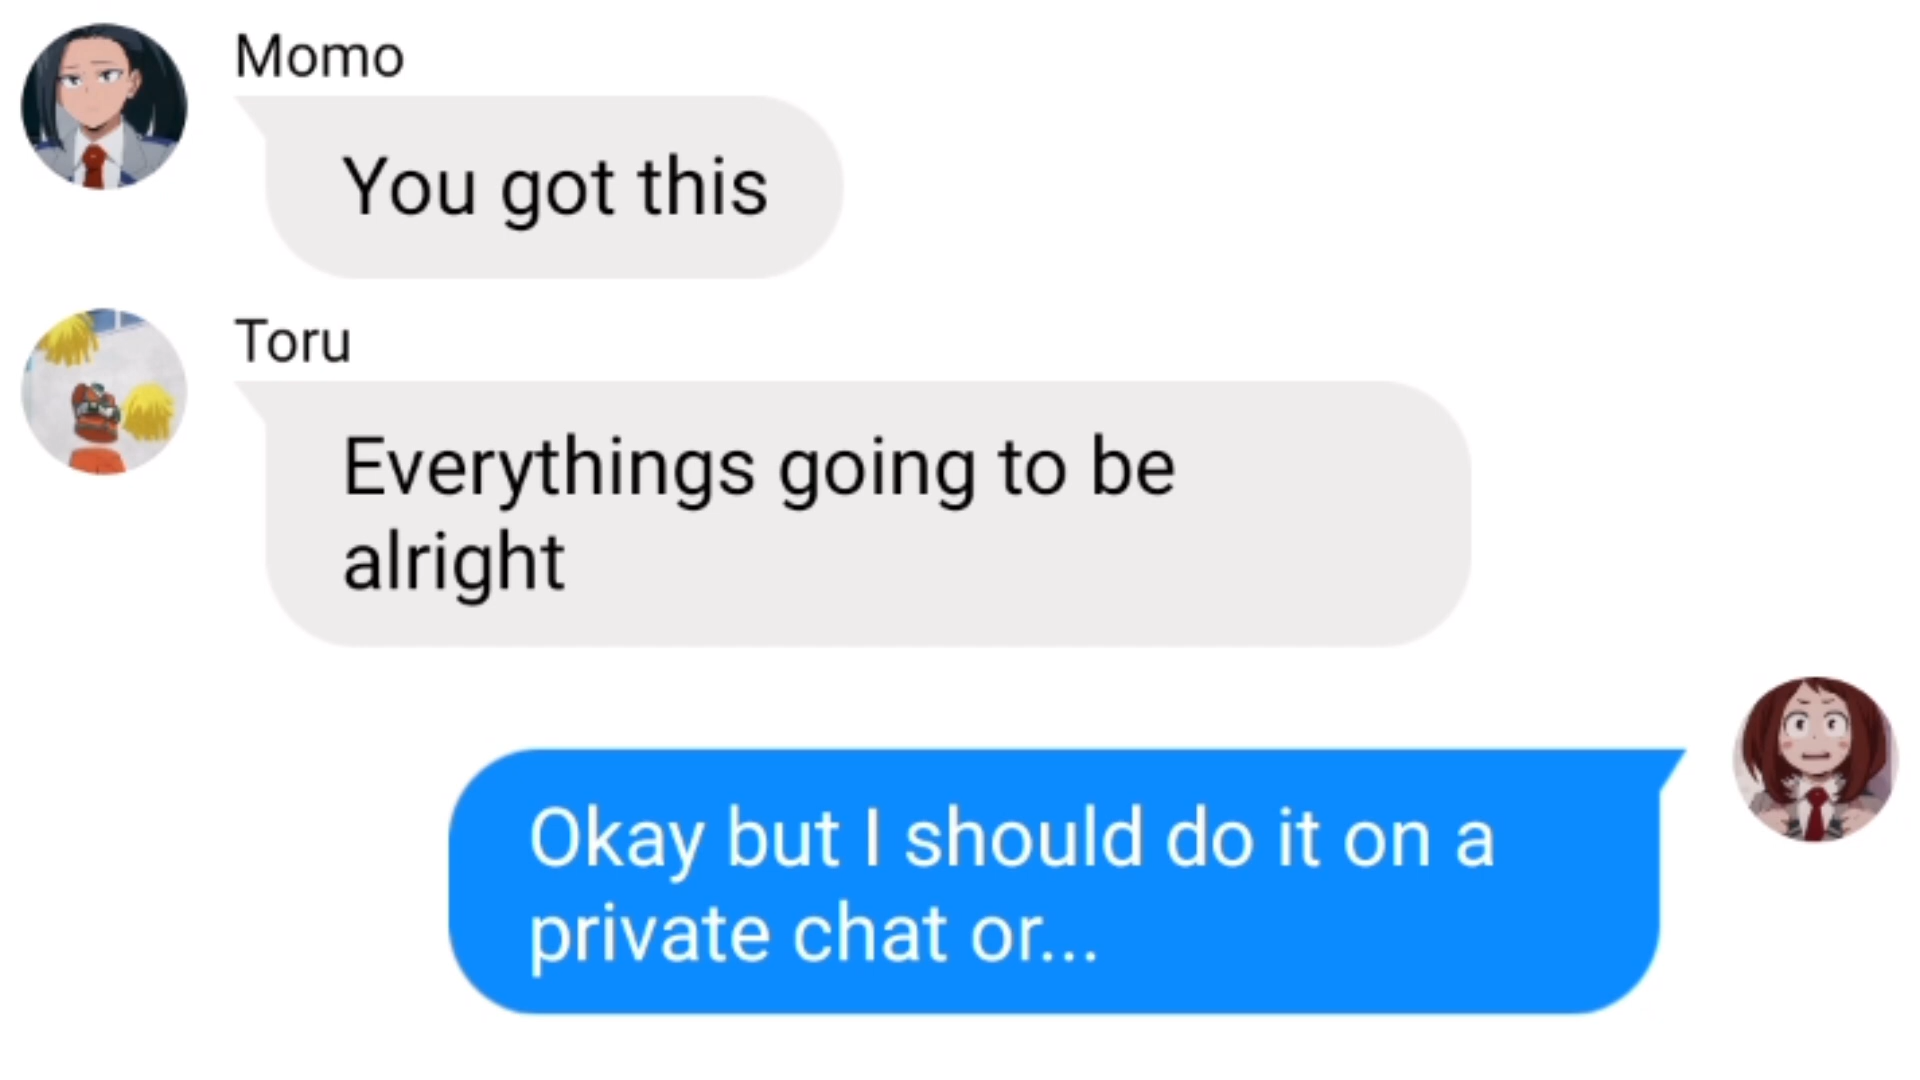 Momo
You got this
Toru
Everythings going to be
alright
Okay but I should do it on a
private chat or...